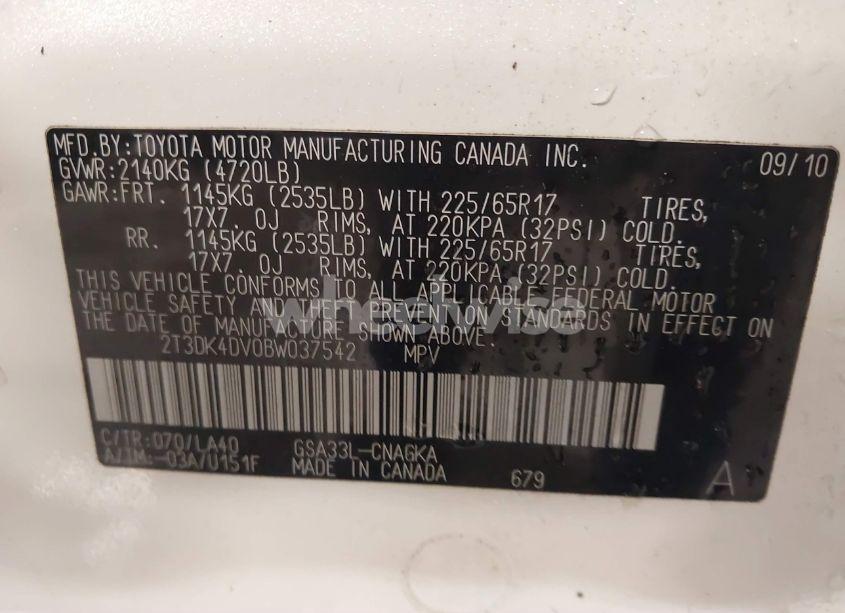 MFD.BY:TOYOTA MOTOR MANUFACTURING CANADA INC. 09/10
GVWR:2140KG (4720LB)
GAWR:FRT. 1145KG (2535LB) WITH 225/65R17 TIRES,
17X7.0J RIMS, AT 220KPA (32PSI) COLD.
RR. 1145KG (2535LB) WITH 225/65R17 TIRES,
17X7.0J RIMS, AT 220KPA (32PSI) COLD.
THIS VEHICLE CONFORMS TO ALL APPLICABLE FEDERAL MOTOR
VEHICLE SAFETY AND THEFT PREVENTION STANDARDS IN EFFECT ON
THE DATE OF MANUFACTURE SHOWN ABOVE.
2T3DK4DV0BW037542 MPV
C/TR:070/LA40 GSA33L-CNAGKA
A/TM:-03A/U151F MADE IN CANADA 679 A
wheelwise